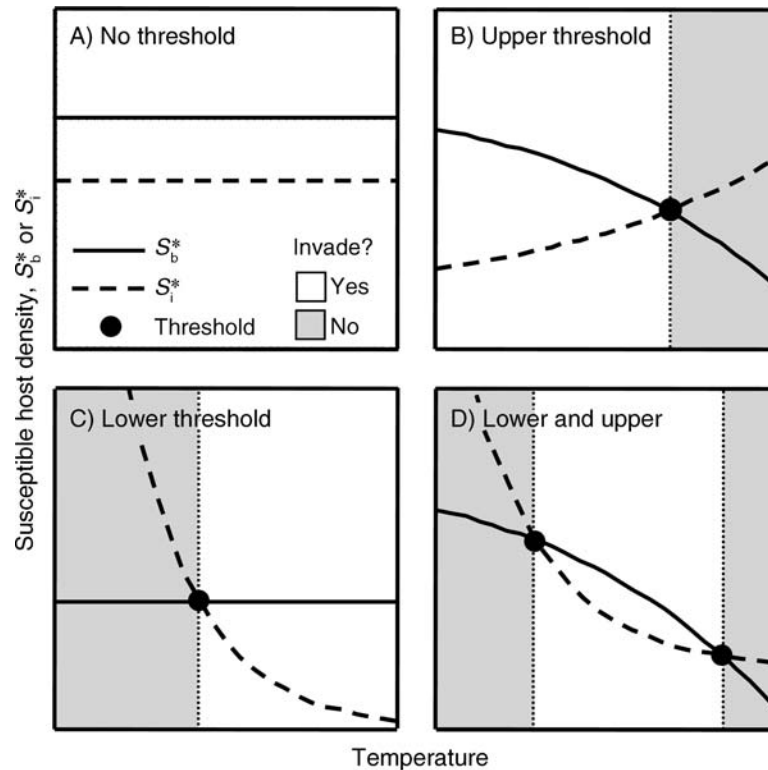 A) No threshold
S*b
S*i
Threshold
Invade?
Yes
No
B) Upper threshold
C) Lower threshold
D) Lower and upper
Susceptible host density, S*b or S*i
Temperature